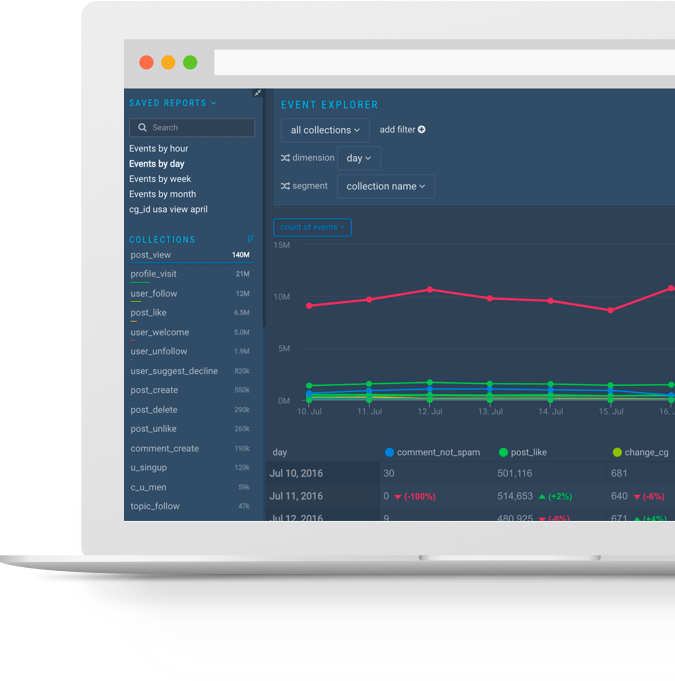 SAVED REPORTS
Search
Events by hour
Events by day
Events by week
Events by month
cg_id usa view april
COLLECTIONS
post_view 140M
profile_visit 21M
user_follow 12M
post_like 6.5M
user_welcome 5.0M
user_unfollow 1.9M
user_suggest_decline 820k
post_create 550k
post_delete 290k
post_unlike 260k
comment_create 190k
u_singup 120k
c_u_men 59k
topic_follow 47k
EVENT EXPLORER
all collections add filter
dimension day
segment collection name
count of events
15M
10M
5M
0M
10. Jul 11. Jul 12. Jul 13. Jul 14. Jul 15. Jul 16.
day comment_not_spam post_like change_cg
Jul 10, 2016 30 501,116 681
Jul 11, 2016 0 (-100%) 514,653 (+2%) 640 (-6%)
Jul 12, 2016 9 480,925 (-6%) 671 (+4%)